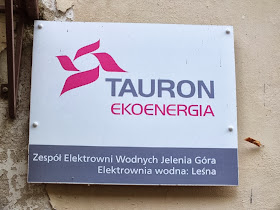 TAURON
EKOENERGIA
Zespół Elektrowni Wodnych Jelenia Góra
Elektrownia wodna: Leśna